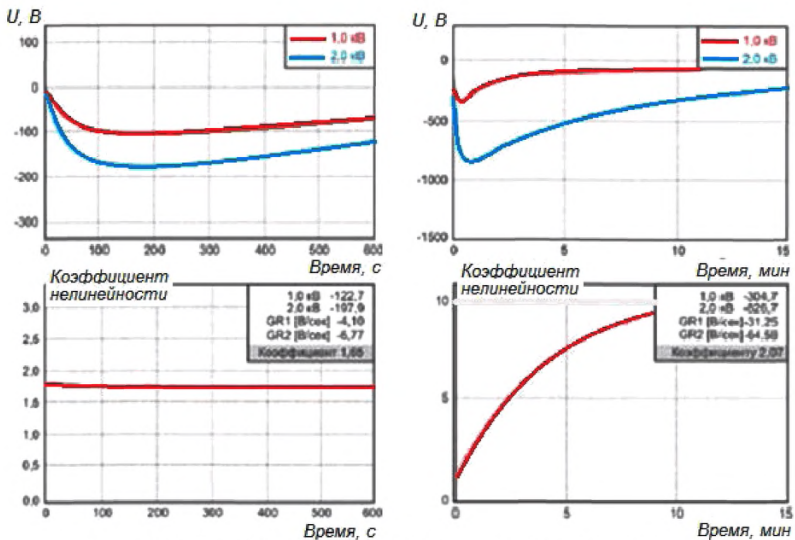 U, В
100
0
-100
-200
-300
1,0 кВ
2,0 кВ
0 100 200 300 400 500 600
Время, с
U, В
0
-500
-1000
-1500
1,0 кВ
2,0 кВ
0 5 10 15
Время, мин
Коэффициент
нелинейности
3,0
2,5
2,0
1,5
1,0
0,5
0,0
1,0 кВ -122,7
2,0 кВ -197,9
GR1 [В/сек] -4,10
GR2 [В/сек] -6,77
Коэффициент 1,65
0 100 200 300 400 500 600
Время, с
Коэффициент
нелинейности
10
5
0
1,0 кВ -304,7
2,0 кВ
GR1 [В/сек] -31,25
GR2 [В/сек] -64,58
Коэффициенту 2,07
0 5 10 15
Время, мин